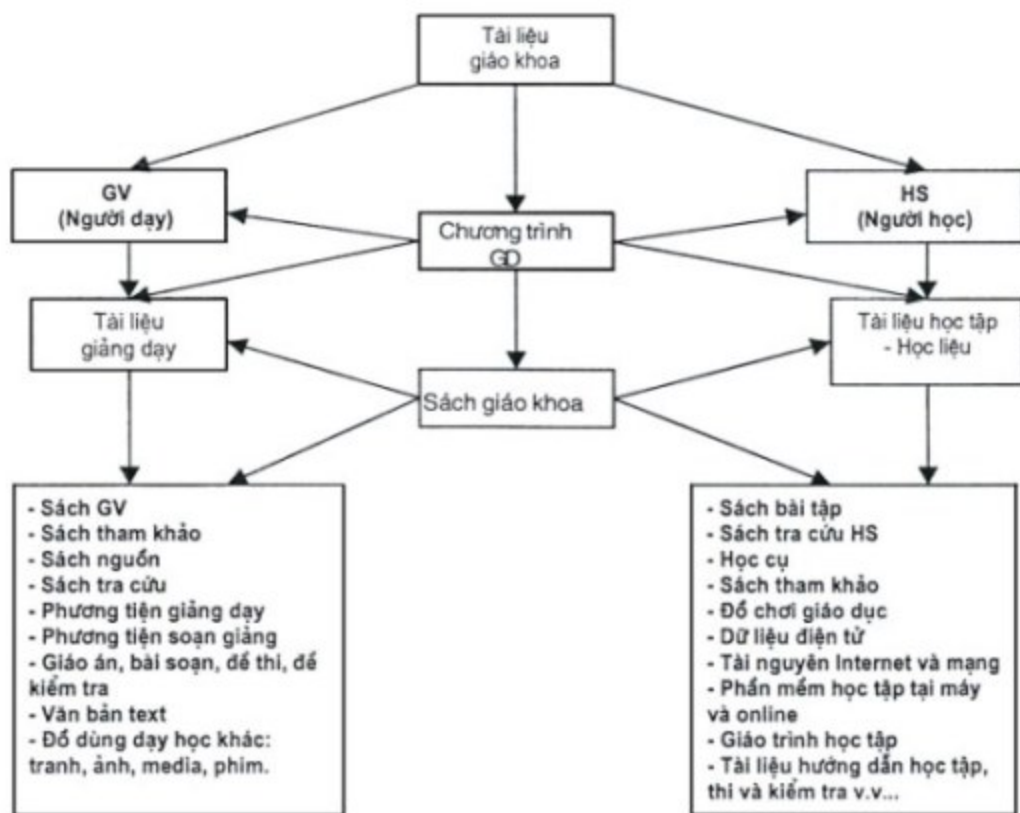 Tài liệu
giáo khoa
GV
(Người dạy)
HS
(Người học)
Chương trình
GD
Tài liệu
giảng dạy
Tài liệu học tập
- Học liệu
Sách giáo khoa
- Sách GV
- Sách tham khảo
- Sách nguồn
- Sách tra cứu
- Phương tiện giảng dạy
- Phương tiện soạn giảng
- Giáo án, bài soạn, đề thi, đề
kiểm tra
- Văn bản text
- Đồ dùng dạy học khác:
tranh, ảnh, media, phim.
- Sách bài tập
- Sách tra cứu HS
- Học cụ
- Sách tham khảo
- Đồ chơi giáo dục
- Dữ liệu điện tử
- Tài nguyên Internet và mạng
- Phần mềm học tập tại máy
và online
- Giáo trình học tập
- Tài liệu hướng dẫn học tập,
thi và kiểm tra v.v...